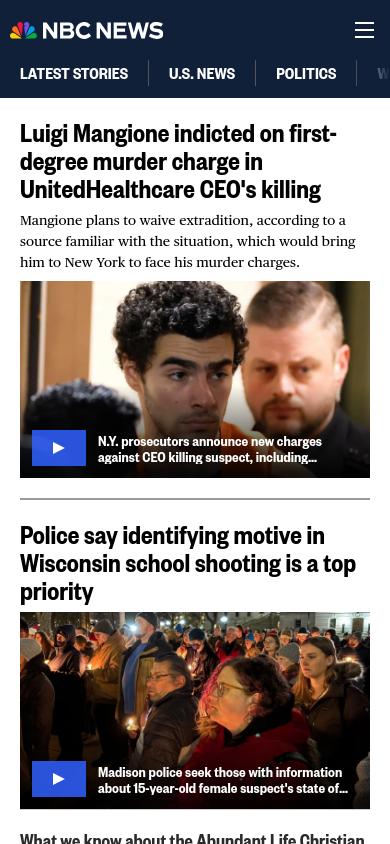 NBC NEWS
LATEST STORIES
U.S. NEWS
POLITICS
Luigi Mangione indicted on first-
degree murder charge in
UnitedHealthcare CEO's killing
Mangione plans to waive extradition, according to a
source familiar with the situation, which would bring
him to New York to face his murder charges.
N.Y. prosecutors announce new charges
against CEO killing suspect, including...
Police say identifying motive in
Wisconsin school shooting is a top
priority
Madison police seek those with information
about 15-year-old female suspect's state of...
What we know about the Abundant Life Christian